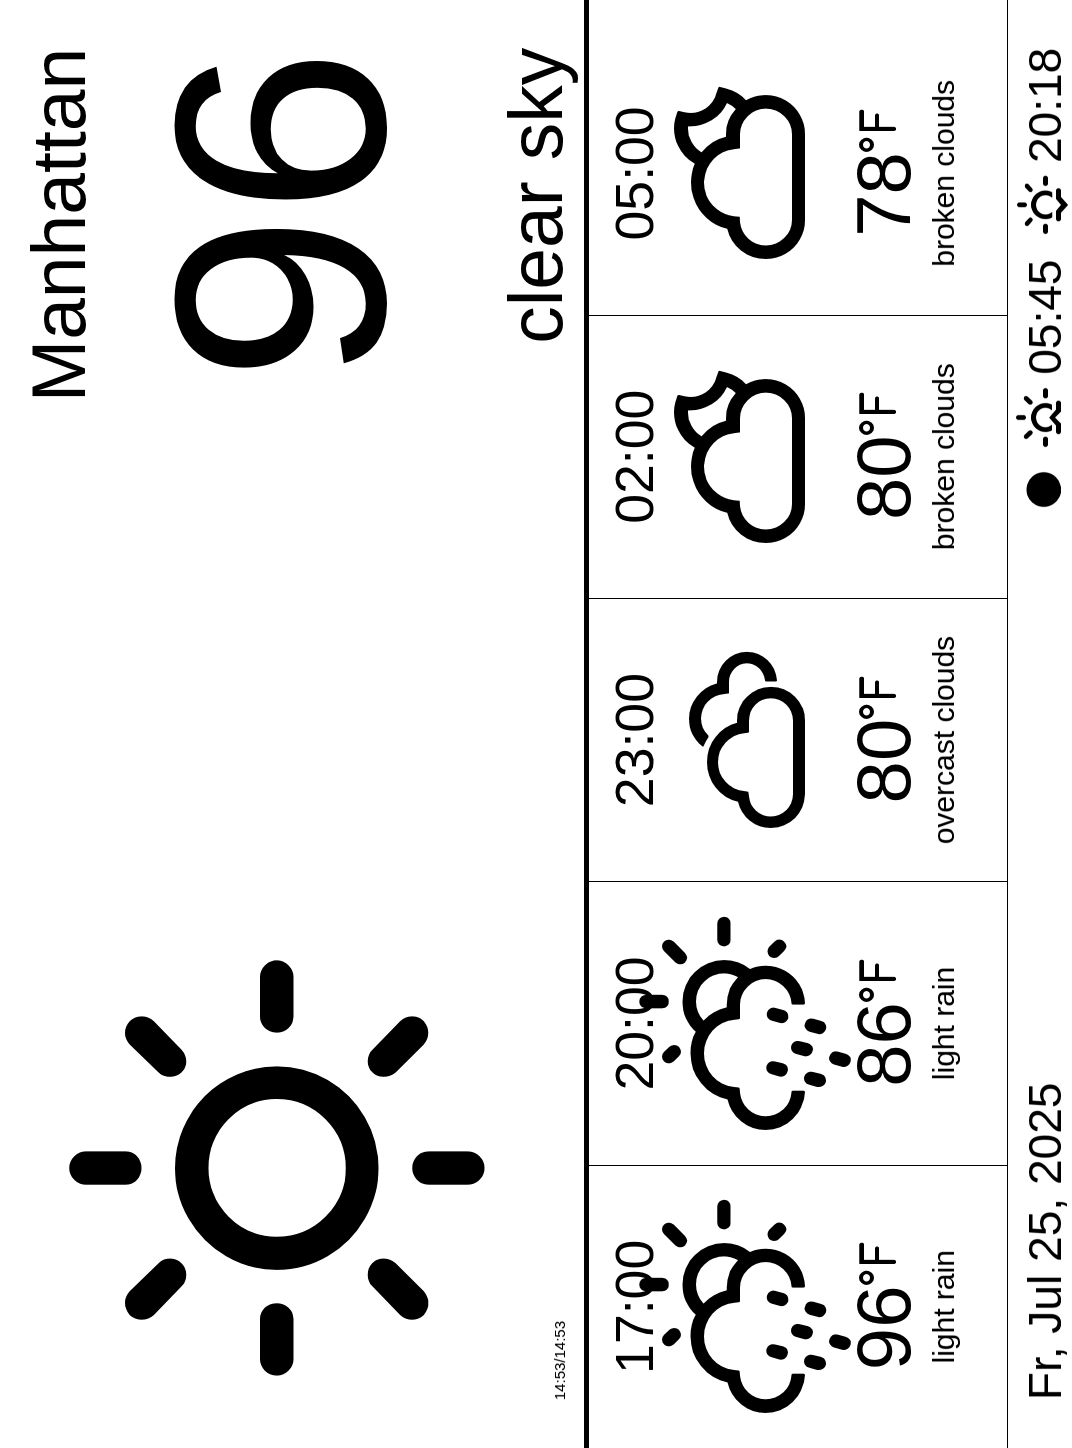 Manhattan
96
clear sky
14:53/14:53
17:00
96°F
light rain
20:00
86°F
light rain
23:00
80°F
overcast clouds
02:00
80°F
broken clouds
05:00
78°F
broken clouds
Fr, Jul 25, 2025
05:45
20:18